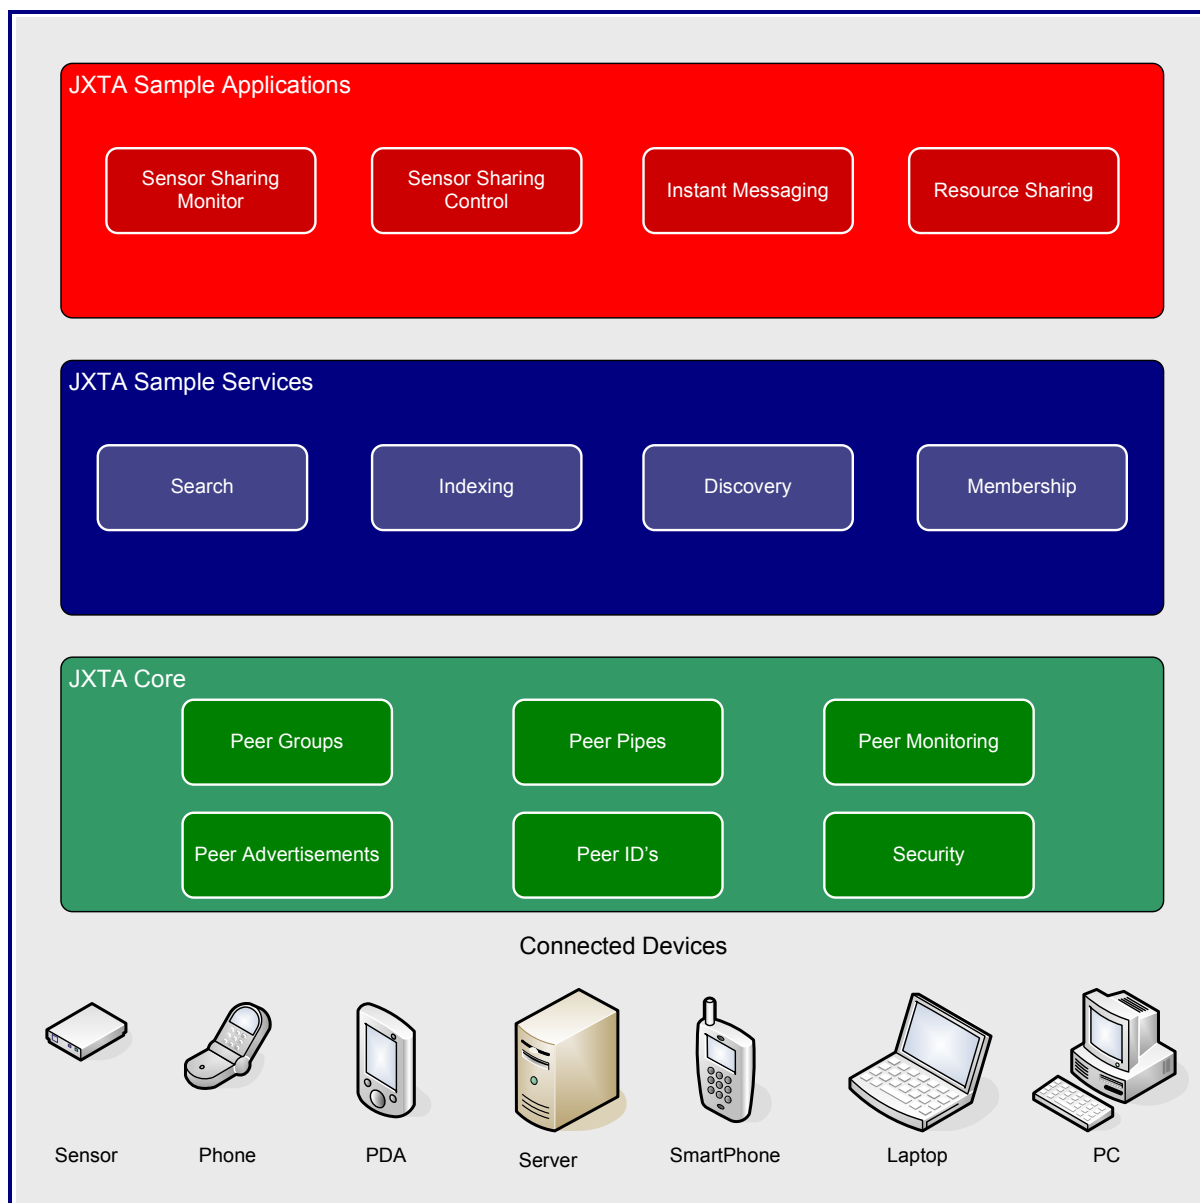 JXTA Sample Applications
Sensor Sharing
Monitor
Sensor Sharing
Control
Instant Messaging
Resource Sharing
JXTA Sample Services
Search
Indexing
Discovery
Membership
JXTA Core
Peer Groups
Peer Pipes
Peer Monitoring
Peer Advertisements
Peer ID's
Security
Connected Devices
Sensor
Phone
PDA
Server
SmartPhone
Laptop
PC